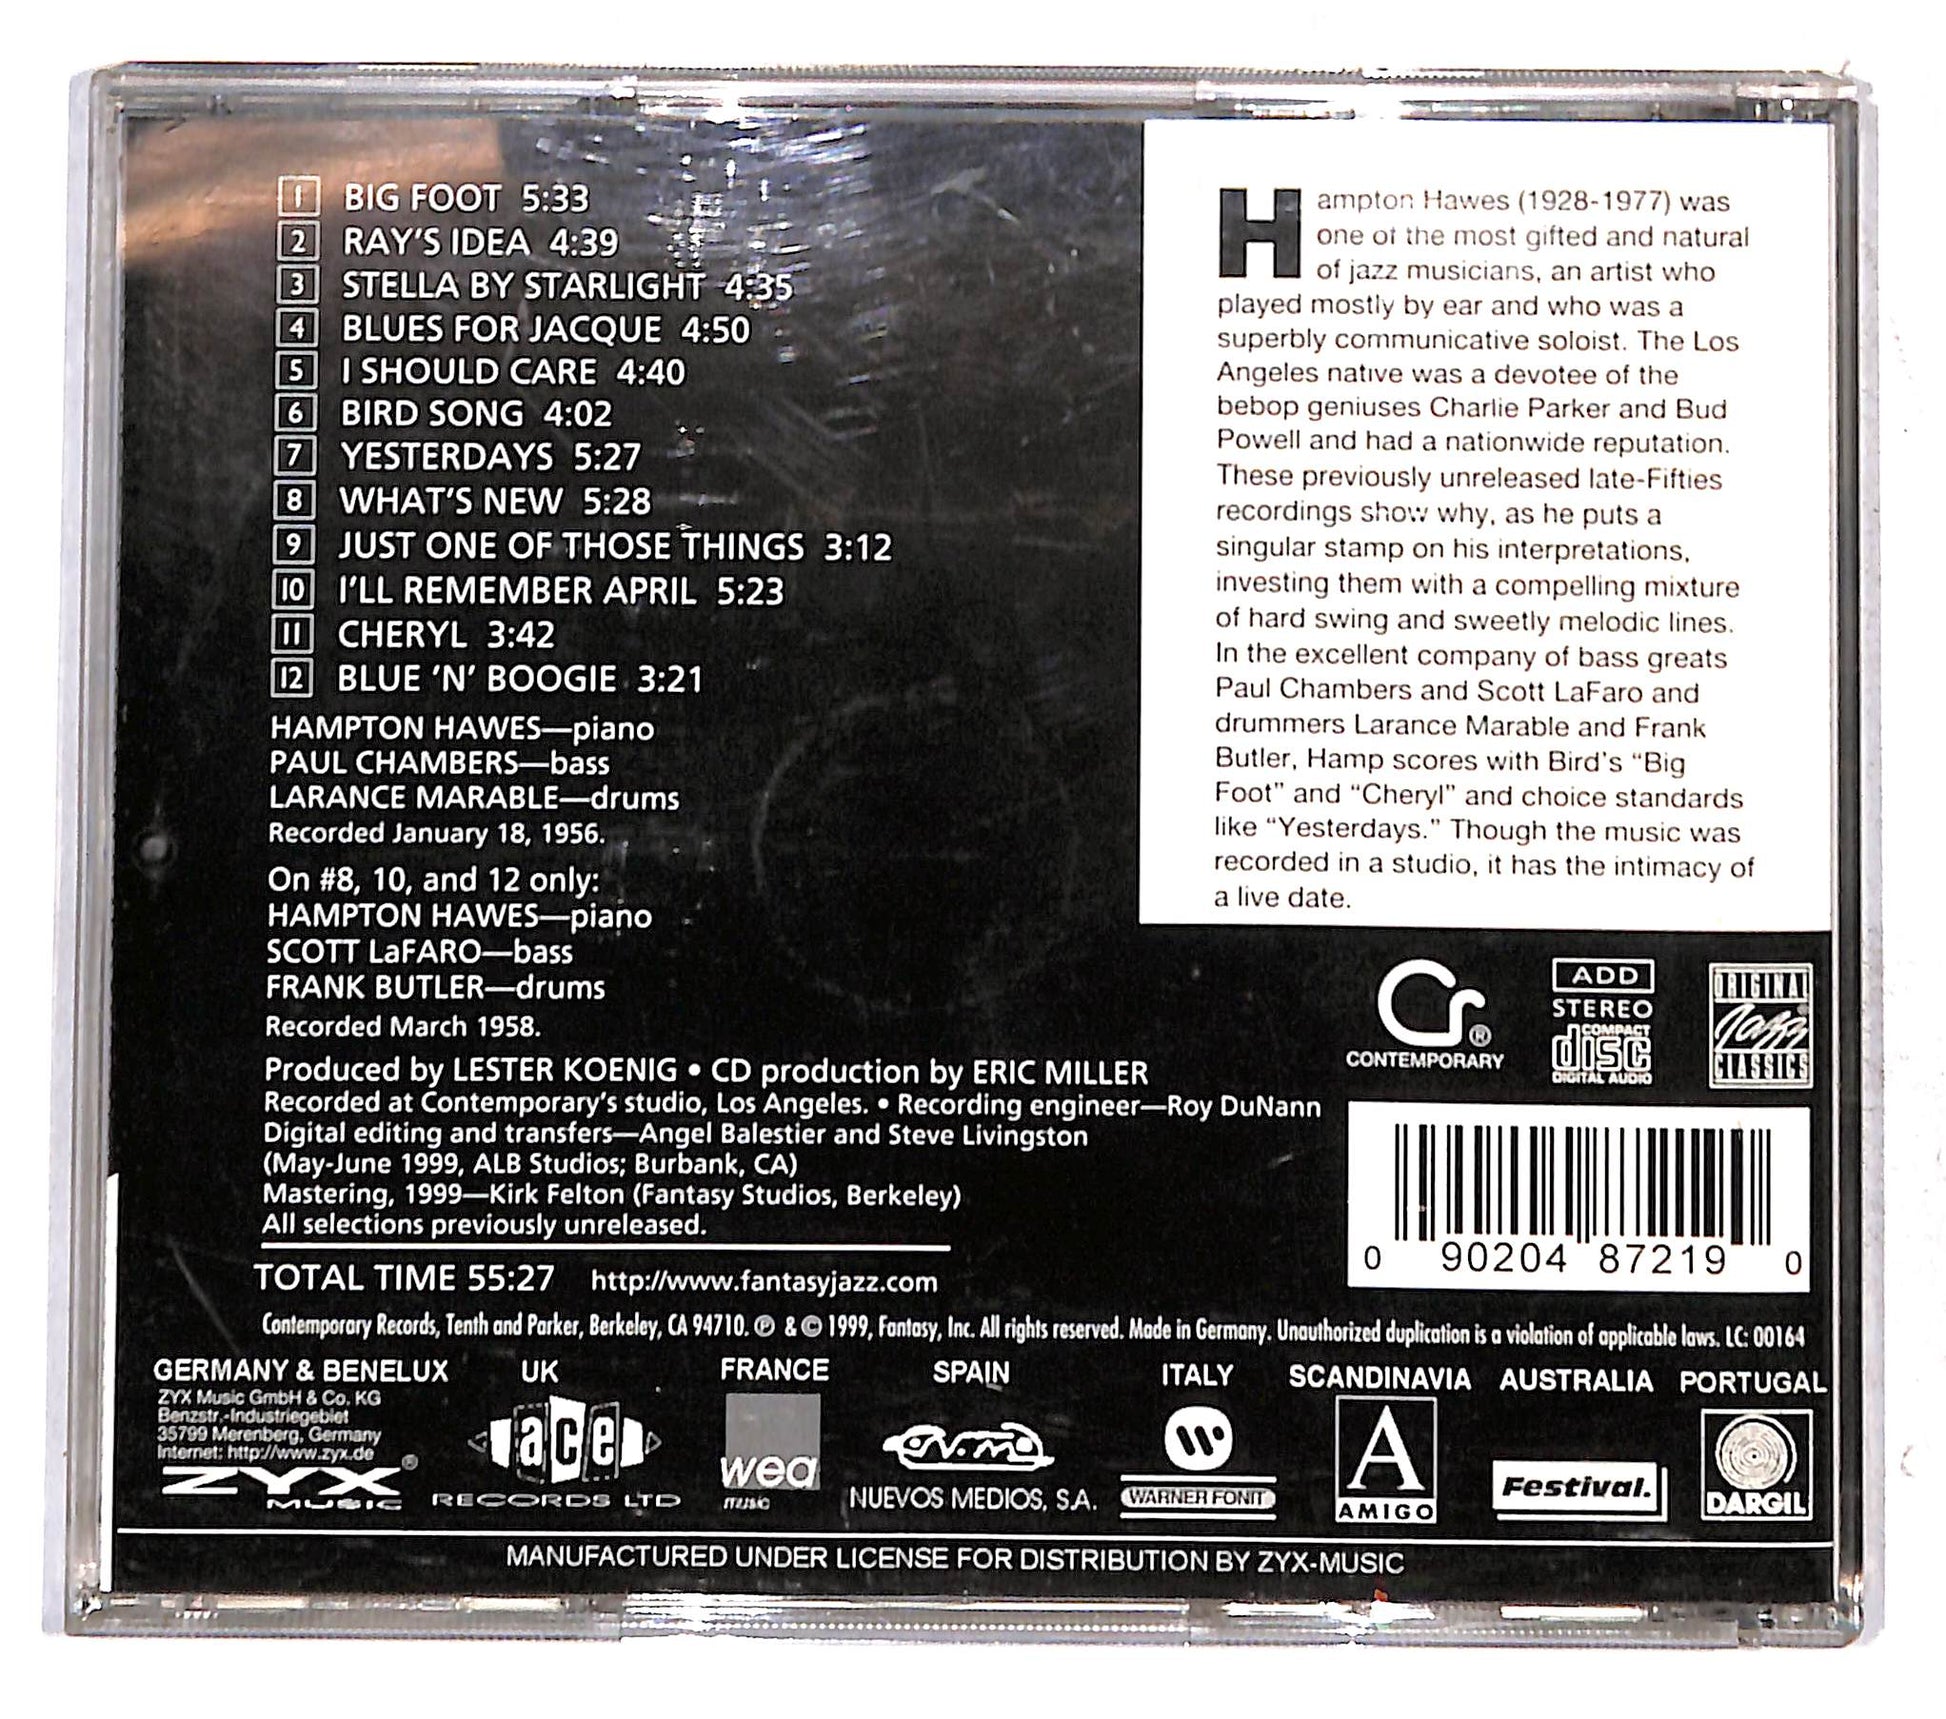 1 BIG FOOT 5:33
2 RAY'S IDEA 4:39
3 STELLA BY STARLIGHT 4:35
4 BLUES FOR JACQUE 4:50
5 I SHOULD CARE 4:40
6 BIRD SONG 4:02
7 YESTERDAYS 5:27
8 WHAT'S NEW 5:28
9 JUST ONE OF THOSE THINGS 3:12
10 I'LL REMEMBER APRIL 5:23
11 CHERYL 3:42
12 BLUE 'N' BOOGIE 3:21
HAMPTON HAWES—piano
PAUL CHAMBERS—bass
LARANCE MARABLE—drums
Recorded January 18, 1956.
On #8, 10, and 12 only:
HAMPTON HAWES—piano
SCOTT LaFARO—bass
FRANK BUTLER—drums
Recorded March 1958.
Produced by LESTER KOENIG • CD production by ERIC MILLER
Recorded at Contemporary's studio, Los Angeles. • Recording engineer—Roy DuNann
Digital editing and transfers—Angel Balestier and Steve Livingston
(May-June 1999, ALB Studios; Burbank, CA)
Mastering, 1999—Kirk Felton (Fantasy Studios, Berkeley)
All selections previously unreleased.
TOTAL TIME 55:27 http://www.fantasyjazz.com
Hampton Hawes (1928-1977) was
one of the most gifted and natural
of jazz musicians, an artist who
played mostly by ear and who was a
superbly communicative soloist. The Los
Angeles native was a devotee of the
bebop geniuses Charlie Parker and Bud
Powell and had a nationwide reputation.
These previously unreleased late-Fifties
recordings show why, as he puts a
singular stamp on his interpretations,
investing them with a compelling mixture
of hard swing and sweetly melodic lines.
In the excellent company of bass greats
Paul Chambers and Scott LaFaro and
drummers Larance Marable and Frank
Butler, Hamp scores with Bird's "Big
Foot" and "Cheryl" and choice standards
like "Yesterdays." Though the music was
recorded in a studio, it has the intimacy of
a live date.
Cr®
CONTEMPORARY
ADD
STEREO
COMPACT
disc
DIGITAL AUDIO
ORIGINAL
Jazz
CLASSICS
0 90204 87219 0
Contemporary Records, Tenth and Parker, Berkeley, CA 94710. ℗ & © 1999, Fantasy, Inc. All rights reserved. Made in Germany. Unauthorized duplication is a violation of applicable laws. LC: 00164
GERMANY & BENELUX
ZYX Music GmbH & Co. KG
Benzstr.-Industriegebiet
35799 Merenberg, Germany
Internet: http://www.zyx.de
ZYX®
MUSIC
UK
ace
RECORDS LTD
FRANCE
wea
music
SPAIN
N.M.
NUEVOS MEDIOS, S.A.
ITALY
W
WARNER FONIT
SCANDINAVIA
A
AMIGO
AUSTRALIA
Festival.
PORTUGAL
DARGIL
MANUFACTURED UNDER LICENSE FOR DISTRIBUTION BY ZYX-MUSIC